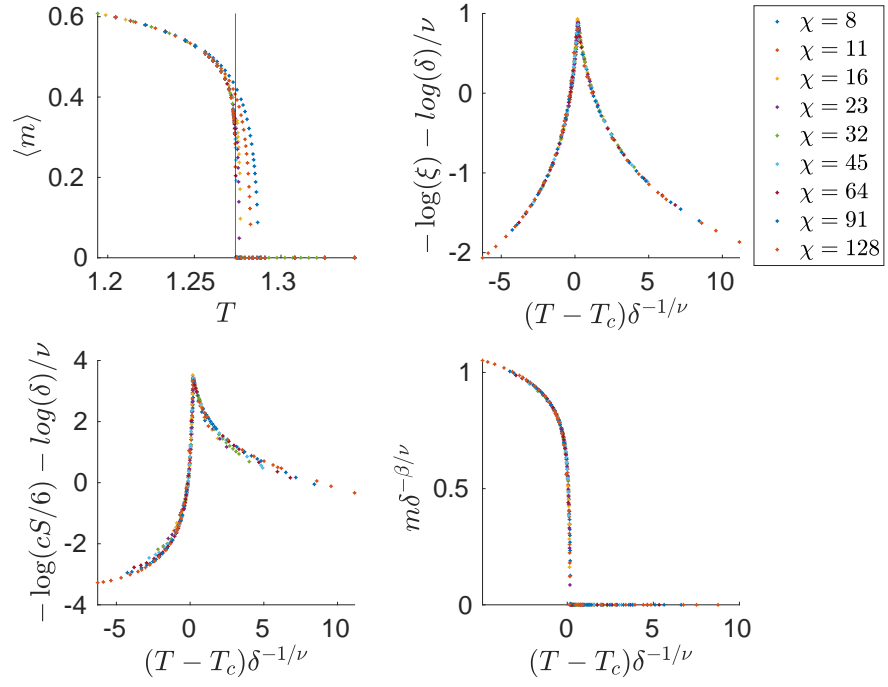 0.6
0.4
0.2
0
⟨m⟩
1.2
1.25
1.3
T
1
0
-1
-2
− log(ξ) − log(δ)/ν
-5
0
5
10
(T − T_c)δ^{−1/ν}
χ = 8
χ = 11
χ = 16
χ = 23
χ = 32
χ = 45
χ = 64
χ = 91
χ = 128
4
2
0
-2
-4
− log(cS/6) − log(δ)/ν
-5
0
5
10
(T − T_c)δ^{−1/ν}
1
0.5
0
mδ^{−β/ν}
0
5
10
(T − T_c)δ^{−1/ν}